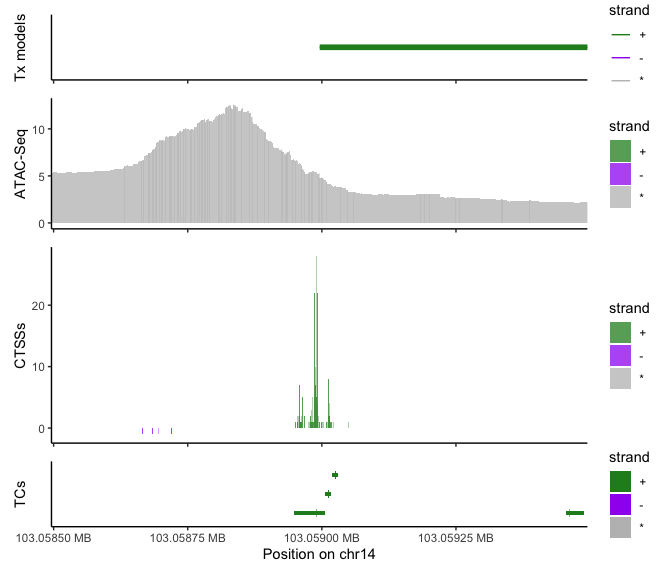 Tx models
strand
+
-
*
ATAC-Seq
10
5
0
strand
+
-
*
CTSSs
20
10
0
strand
+
-
*
TCs
strand
+
-
*
103.05850 MB 103.05875 MB 103.05900 MB 103.05925 MB
Position on chr14